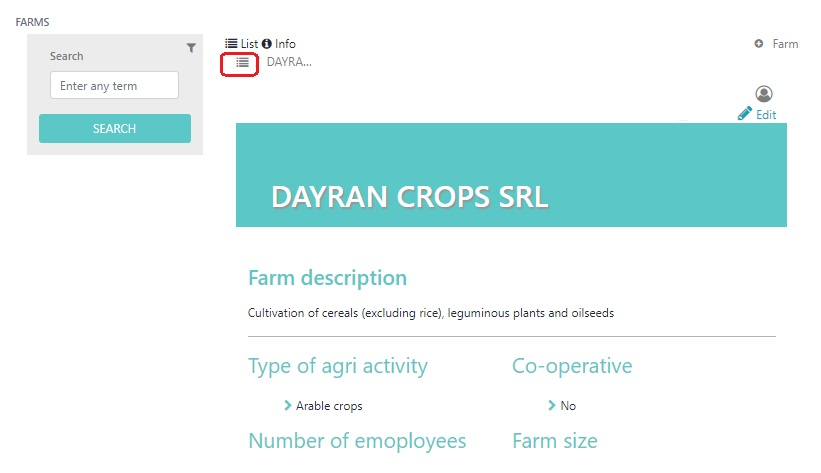 FARMS
Search
Enter any term
SEARCH
List Info
Farm
DAYRA...
Edit
DAYRAN CROPS SRL
Farm description
Cultivation of cereals (excluding rice), leguminous plants and oilseeds
Type of agri activity
Co-operative
Arable crops
No
Number of emoployees
Farm size